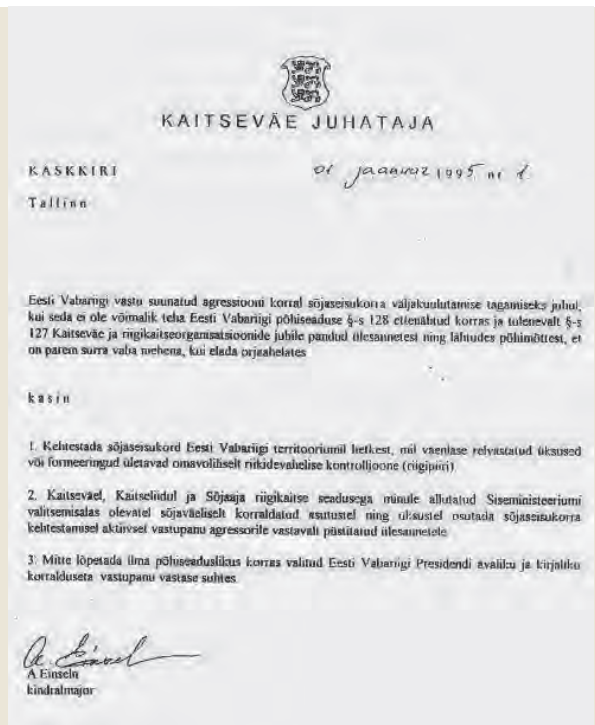 KAITSEVÄE JUHATAJA
KÄSKKIRI
01 jaanuar 1995 nr 1
Tallinn
Eesti Vabariigi vastu suunatud agressiooni korral sõjaseisukorra väljakuulutamise tagamiseks juhul,
kui seda ei ole võimalik teha Eesti Vabariigi põhiseaduse §-s 128 ettenähtud korras ja tulenevalt §-s
127 Kaitseväe ja riigikaitseorganisatsioonide juhile pandud ülesannetest ning lähtudes põhimõttest, et
on parem surra vaba mehena, kui elada orjaahelates
käsin
1. Kehtestada sõjaseisukord Eesti Vabariigi territooriumil hetkest, mil vaenlase relvastatud üksused
või formeeringud ületavad omavoliliselt riikidevahelise kontrolljoone (riigipiiri)
2. Kaitseväel, Kaitseliidul ja Sõjaaja riigikaitse seadusega minule allutatud Siseministeeriumi
valitsemisalas olevatel sõjaväeliselt korraldatud asutustel ning üksustel osutada sõjaseisukorra
kehtestamisel aktiivset vastupanu agressorile vastavalt püstitatud ülesannetele
3. Mitte lõpetada ilma põhiseaduslikus korras valitud Eesti Vabariigi Presidendi avaliku ja kirjaliku
korralduseta vastupanu vastase suhtes
A. Einseln
A Einseln
kindralmajor